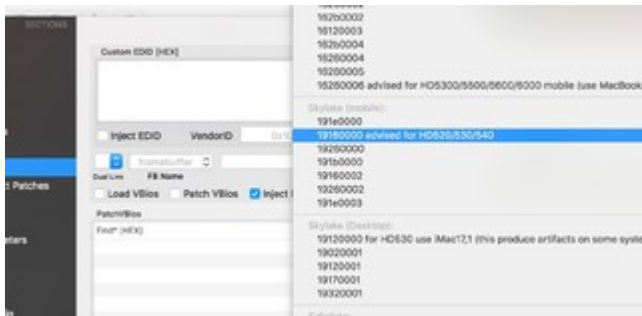 SECTIONS
162b0002
16120003
162b0004
16260004
16260005
16260006 advised for HD5300/5500/5600/6000 mobile (use MacBook
Custom EDID [HEX]
Skylake (mobile):
191e0000
19160000 advised for HD520/530/540
19260000
191b0000
19160002
19260002
191e0003
Inject EDID
VendorID
framebuffer
Dual Link
FB Name
t Patches
Load VBios
Patch VBios
Inject I
PatchVBios
Find* [HEX]
eters
Skylake (Desktop):
19120000 for HD530 use iMac17,1 (this produce artifacts on some syste
19020001
19120001
19170001
19320001